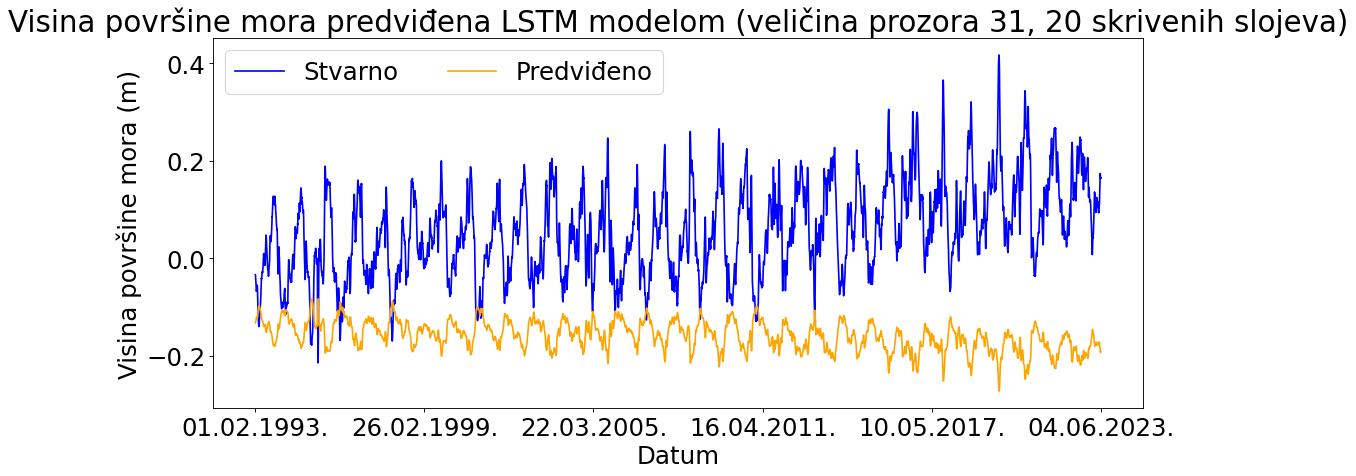 Visina površine mora predviđena LSTM modelom (veličina prozora 31, 20 skrivenih slojeva)
Stvarno
Predviđeno
Visina površine mora (m)
0.4
0.2
0.0
−0.2
01.02.1993. 26.02.1999. 22.03.2005. 16.04.2011. 10.05.2017. 04.06.2023.
Datum